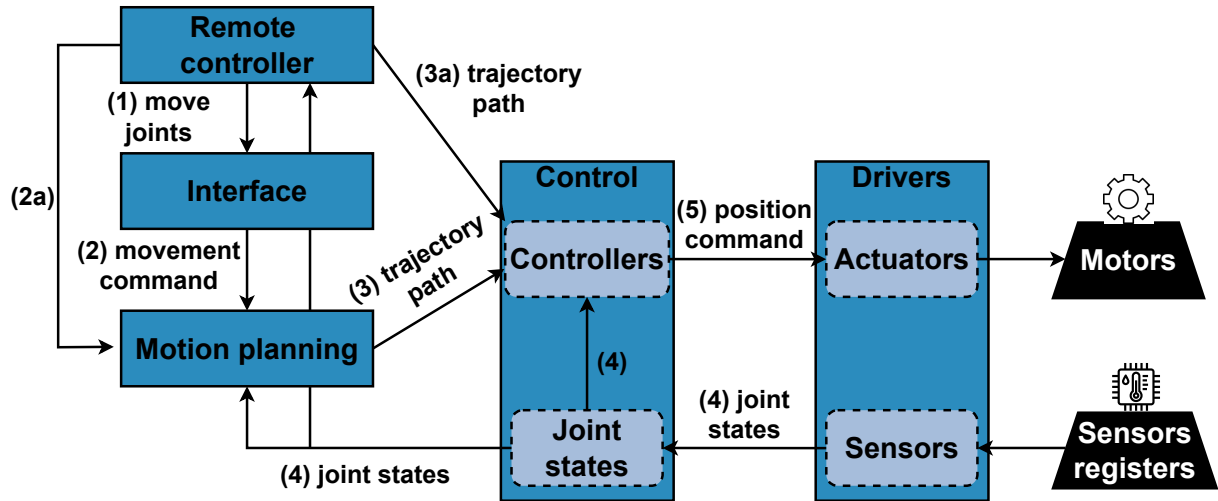 Remote
controller
(3a) trajectory
path
(1) move
joints
Interface
(2a)
(2) movement
command
(3) trajectory
path
Motion planning
Control
Controllers
(5) position
command
Drivers
Actuators
Motors
(4)
(4) joint
states
Joint
states
(4) joint states
Sensors
Sensors
registers